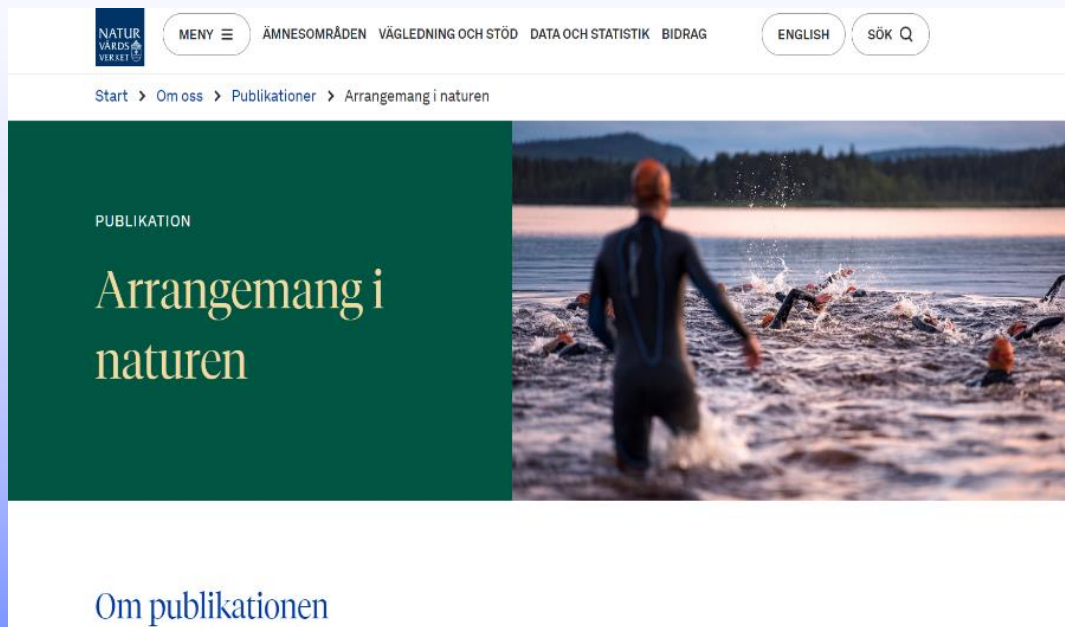 NATUR
VÅRDS
VERKET
MENY
ÄMNESOMRÅDEN
VÄGLEDNING OCH STÖD
DATA OCH STATISTIK
BIDRAG
ENGLISH
SÖK
Start > Om oss > Publikationer > Arrangemang i naturen
PUBLIKATION
Arrangemang i
naturen
Om publikationen